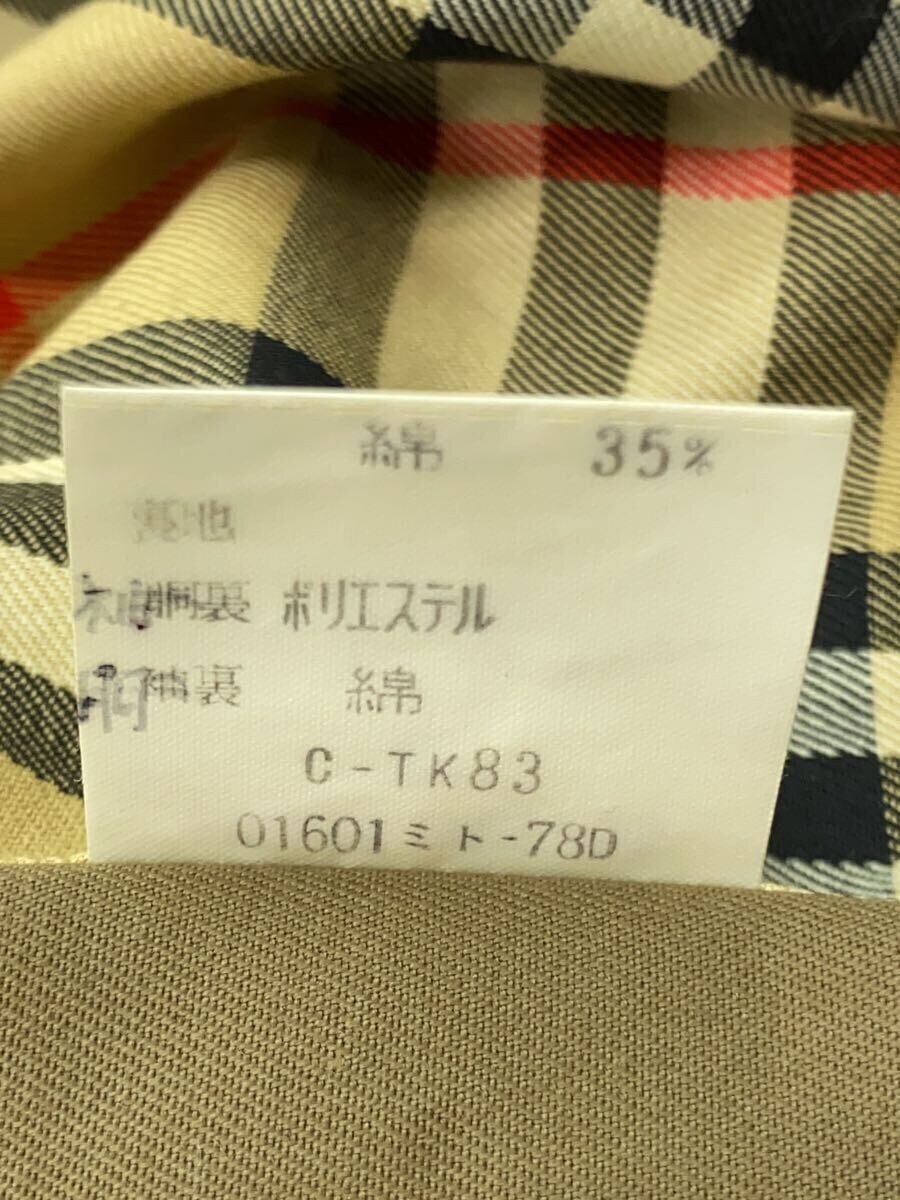 綿 35%
裏地
胴裏 ポリエステル
袖裏 綿
C-TK83
01601ミト-78D